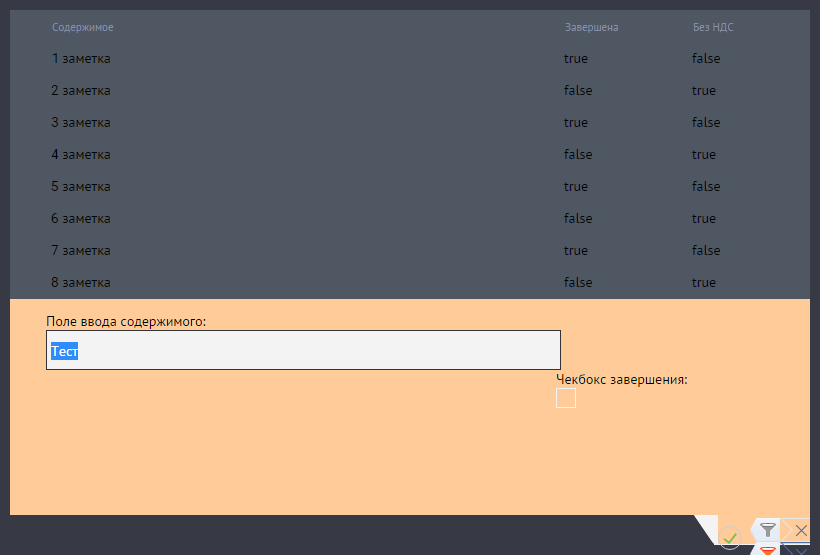 Содержимое Завершена Без НДС
1 заметка true false
2 заметка false true
3 заметка true false
4 заметка false true
5 заметка true false
6 заметка false true
7 заметка true false
8 заметка false true
Поле ввода содержимого:
Тест
Чекбокс завершения: